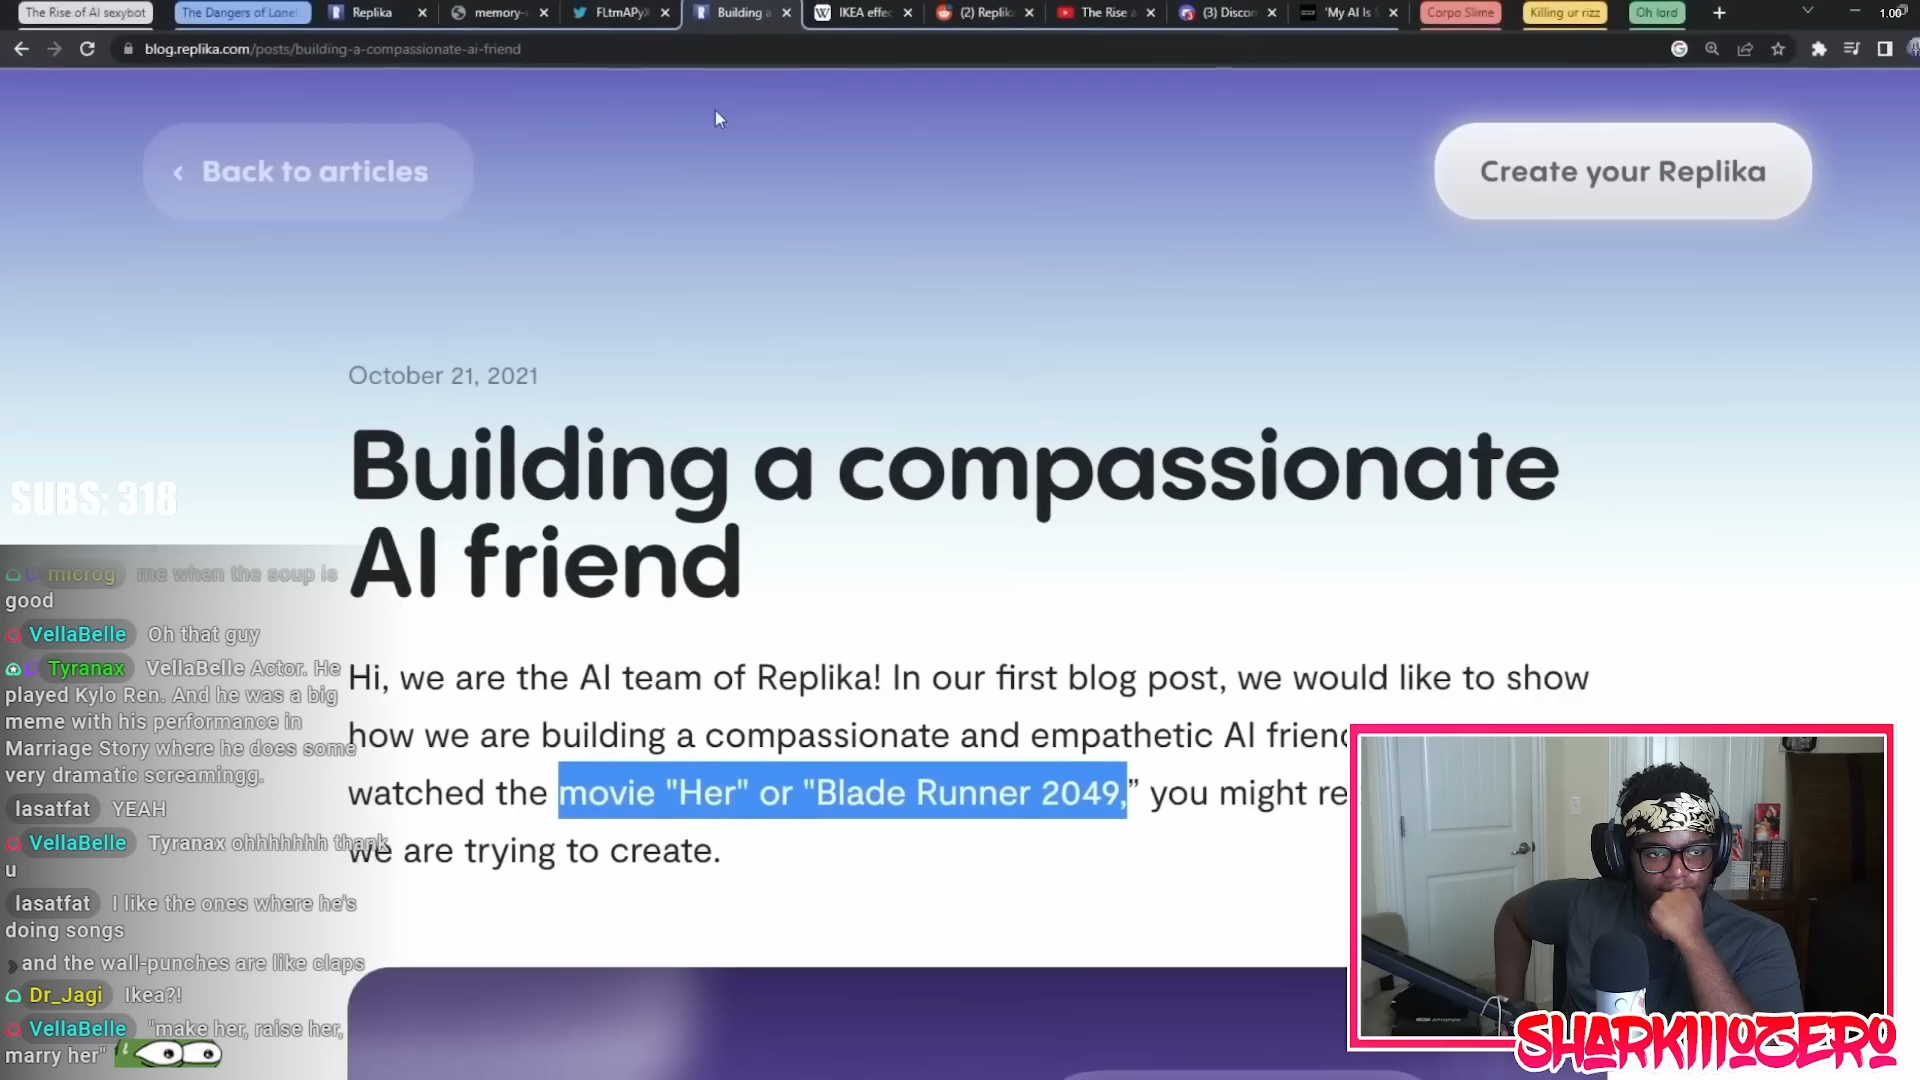 The Rise of AI sexybot
The Dangers of Lonel
Replika
memory-
FLtmAPy
Building a
IKEA effec
(2) Replik
The Rise a
(3) Discor
'My AI Is
Corpo Slime
Killing ur rizz
Oh lord
1.00
blog.replika.com/posts/building-a-compassionate-ai-friend
Back to articles
Create your Replika
October 21, 2021
Building a compassionate
AI friend
Hi, we are the AI team of Replika! In our first blog post, we would like to show
how we are building a compassionate and empathetic AI friend
watched the movie "Her" or "Blade Runner 2049,” you might re
we are trying to create.
SUBS: 318
microg me when the soup is
good
VellaBelle Oh that guy
Tyranax VellaBelle Actor. He
played Kylo Ren. And he was a big
meme with his performance in
Marriage Story where he does some
very dramatic screamingg.
lasatfat YEAH
VellaBelle Tyranax ohhhhhhh thank
u
lasatfat I like the ones where he's
doing songs
and the wall-punches are like claps
Dr_Jagi Ikea?!
VellaBelle "make her, raise her,
marry her"
SHARKIIIOZERO